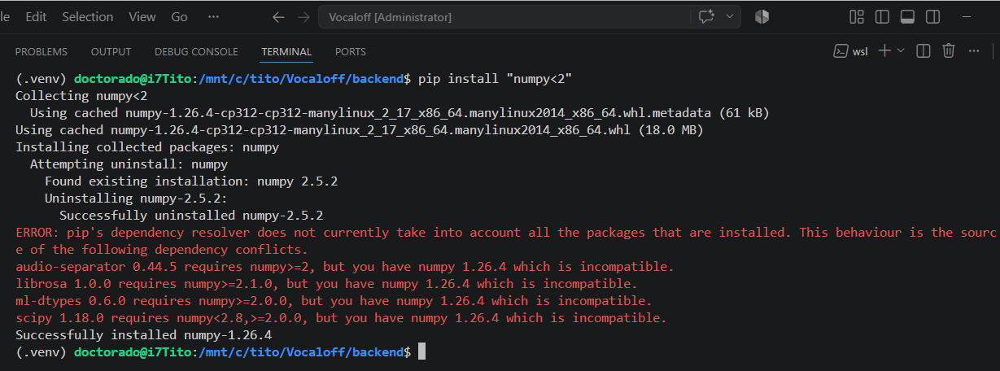 le Edit Selection View Go ··· Vocaloff [Administrator]
PROBLEMS OUTPUT DEBUG CONSOLE TERMINAL PORTS wsl
(.venv) doctorado@i7Tito:/mnt/c/tito/Vocaloff/backend$ pip install "numpy<2"
Collecting numpy<2
  Using cached numpy-1.26.4-cp312-cp312-manylinux_2_17_x86_64.manylinux2014_x86_64.whl.metadata (61 kB)
Using cached numpy-1.26.4-cp312-cp312-manylinux_2_17_x86_64.manylinux2014_x86_64.whl (18.0 MB)
Installing collected packages: numpy
  Attempting uninstall: numpy
    Found existing installation: numpy 2.5.2
    Uninstalling numpy-2.5.2:
      Successfully uninstalled numpy-2.5.2
ERROR: pip's dependency resolver does not currently take into account all the packages that are installed. This behaviour is the sourc
e of the following dependency conflicts.
audio-separator 0.44.5 requires numpy>=2, but you have numpy 1.26.4 which is incompatible.
librosa 1.0.0 requires numpy>=2.1.0, but you have numpy 1.26.4 which is incompatible.
ml-dtypes 0.6.0 requires numpy>=2.0.0, but you have numpy 1.26.4 which is incompatible.
scipy 1.18.0 requires numpy<2.8,>=2.0.0, but you have numpy 1.26.4 which is incompatible.
Successfully installed numpy-1.26.4
(.venv) doctorado@i7Tito:/mnt/c/tito/Vocaloff/backend$